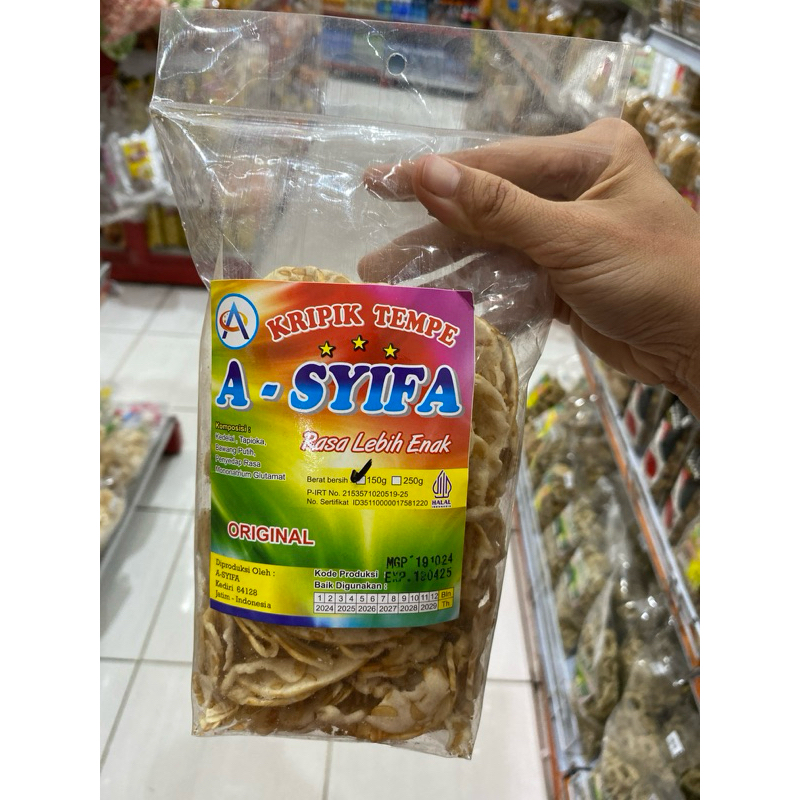 KRIPIK TEMPE
A - SYIFA
Rasa Lebih Enak
Komposisi :
Kedelai, Tapioka,
Bawang Putih,
Penyedap Rasa
Mononatrium Glutamat
Berat bersih : 150g 250g
P-IRT No. 2153571020519-25
No. Sertifikat ID35110000017581220
HALAL
INDONESIA
ORIGINAL
Diproduksi Oleh :
A-SYIFA
Kediri 64128
Jatim - Indonesia
MGP 191024
Kode Produksi EXP. 180425
Baik Digunakan :
1 2 3 4 5 6 7 8 9 10 11 12 Bln
2024 2025 2026 2027 2028 2029 Th